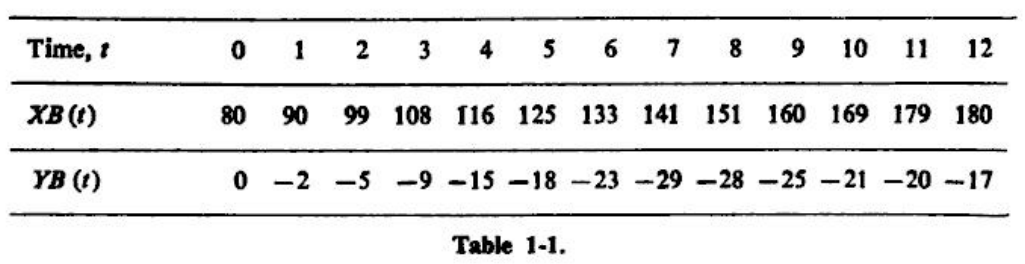 Time, t 0 1 2 3 4 5 6 7 8 9 10 11 12
XB (t) 80 90 99 108 116 125 133 141 151 160 169 179 180
YB (t) 0 −2 −5 −9 −15 −18 −23 −29 −28 −25 −21 −20 −17
Table 1-1.